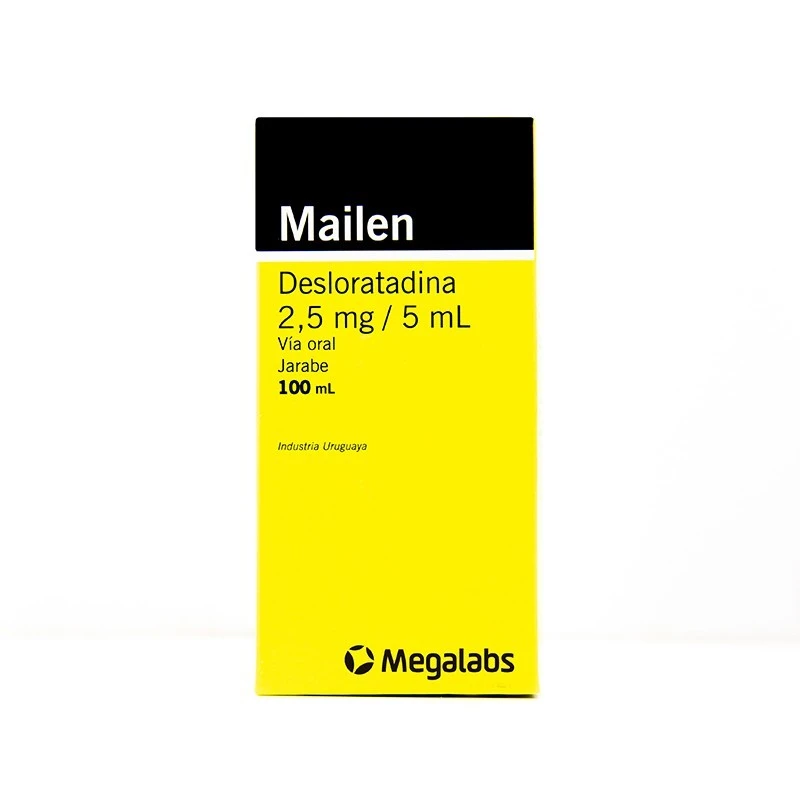 Mailen
Desloratadina
2,5 mg / 5 mL
Vía oral
Jarabe
100 mL
Industria Uruguaya
Megalabs